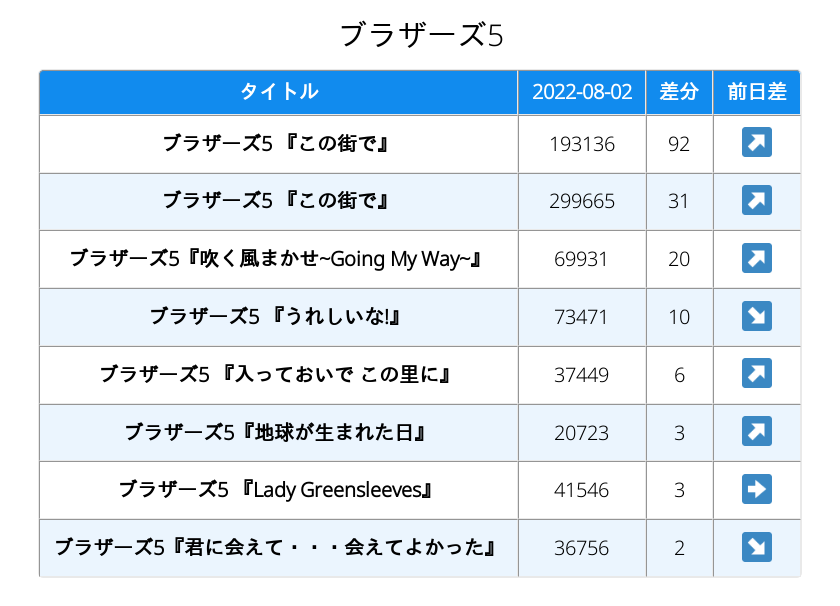 ブラザーズ5
タイトル 2022-08-02 差分 前日差
ブラザーズ5 『この街で』 193136 92
ブラザーズ5 『この街で』 299665 31
ブラザーズ5『吹く風まかせ~Going My Way~』 69931 20
ブラザーズ5 『うれしいな!』 73471 10
ブラザーズ5 『入っておいで この里に』 37449 6
ブラザーズ5『地球が生まれた日』 20723 3
ブラザーズ5 『Lady Greensleeves』 41546 3
ブラザーズ5『君に会えて・・・会えてよかった』 36756 2